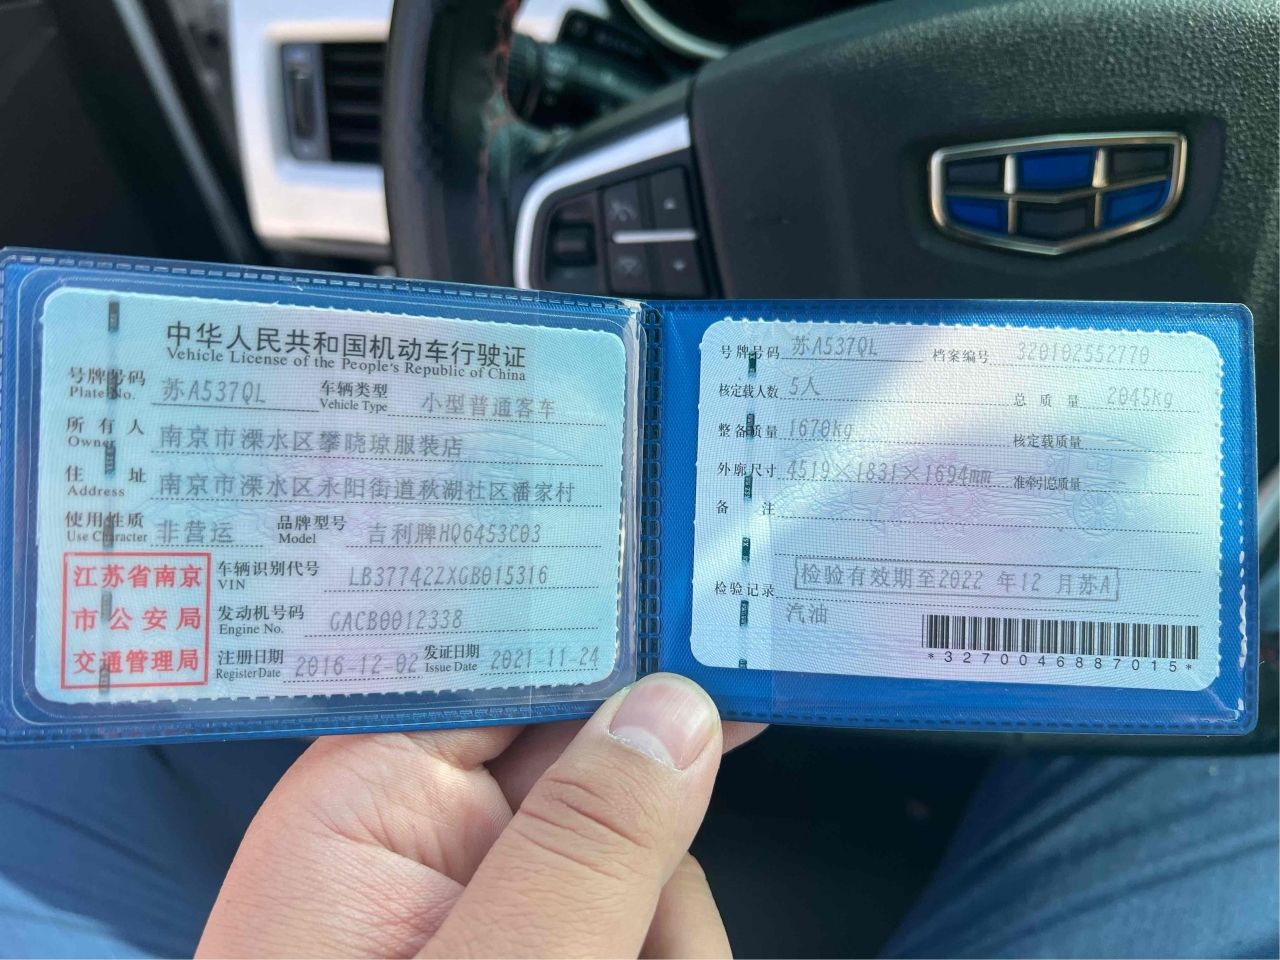 中华人民共和国机动车行驶证
Vehicle License of the People's Republic of China
号牌号码 苏A537QL 车辆类型 小型普通客车
Plate No. Vehicle Type
所有人 南京市溧水区攀晓琼服装店
Owner
住址 南京市溧水区永阳街道秋湖社区潘家村
Address
使用性质 非营运 品牌型号 吉利牌HQ6453C03
Use Character Model
江苏省南京
市公安局
交通管理局
车辆识别代号 LB37742ZXGB015316
VIN
发动机号码 GACB0012338
Engine No.
注册日期 2016-12-02 发证日期 2021-11-24
Register Date Issue Date
号牌号码 苏A537QL 档案编号 320102552770
核定载人数 5人 总质量 2045kg
整备质量 1670kg 核定载质量
外廓尺寸 4519×1831×1694mm 准牵引总质量
备注
检验记录 检验有效期至2022 年12 月苏A
汽油
*3270046887015*